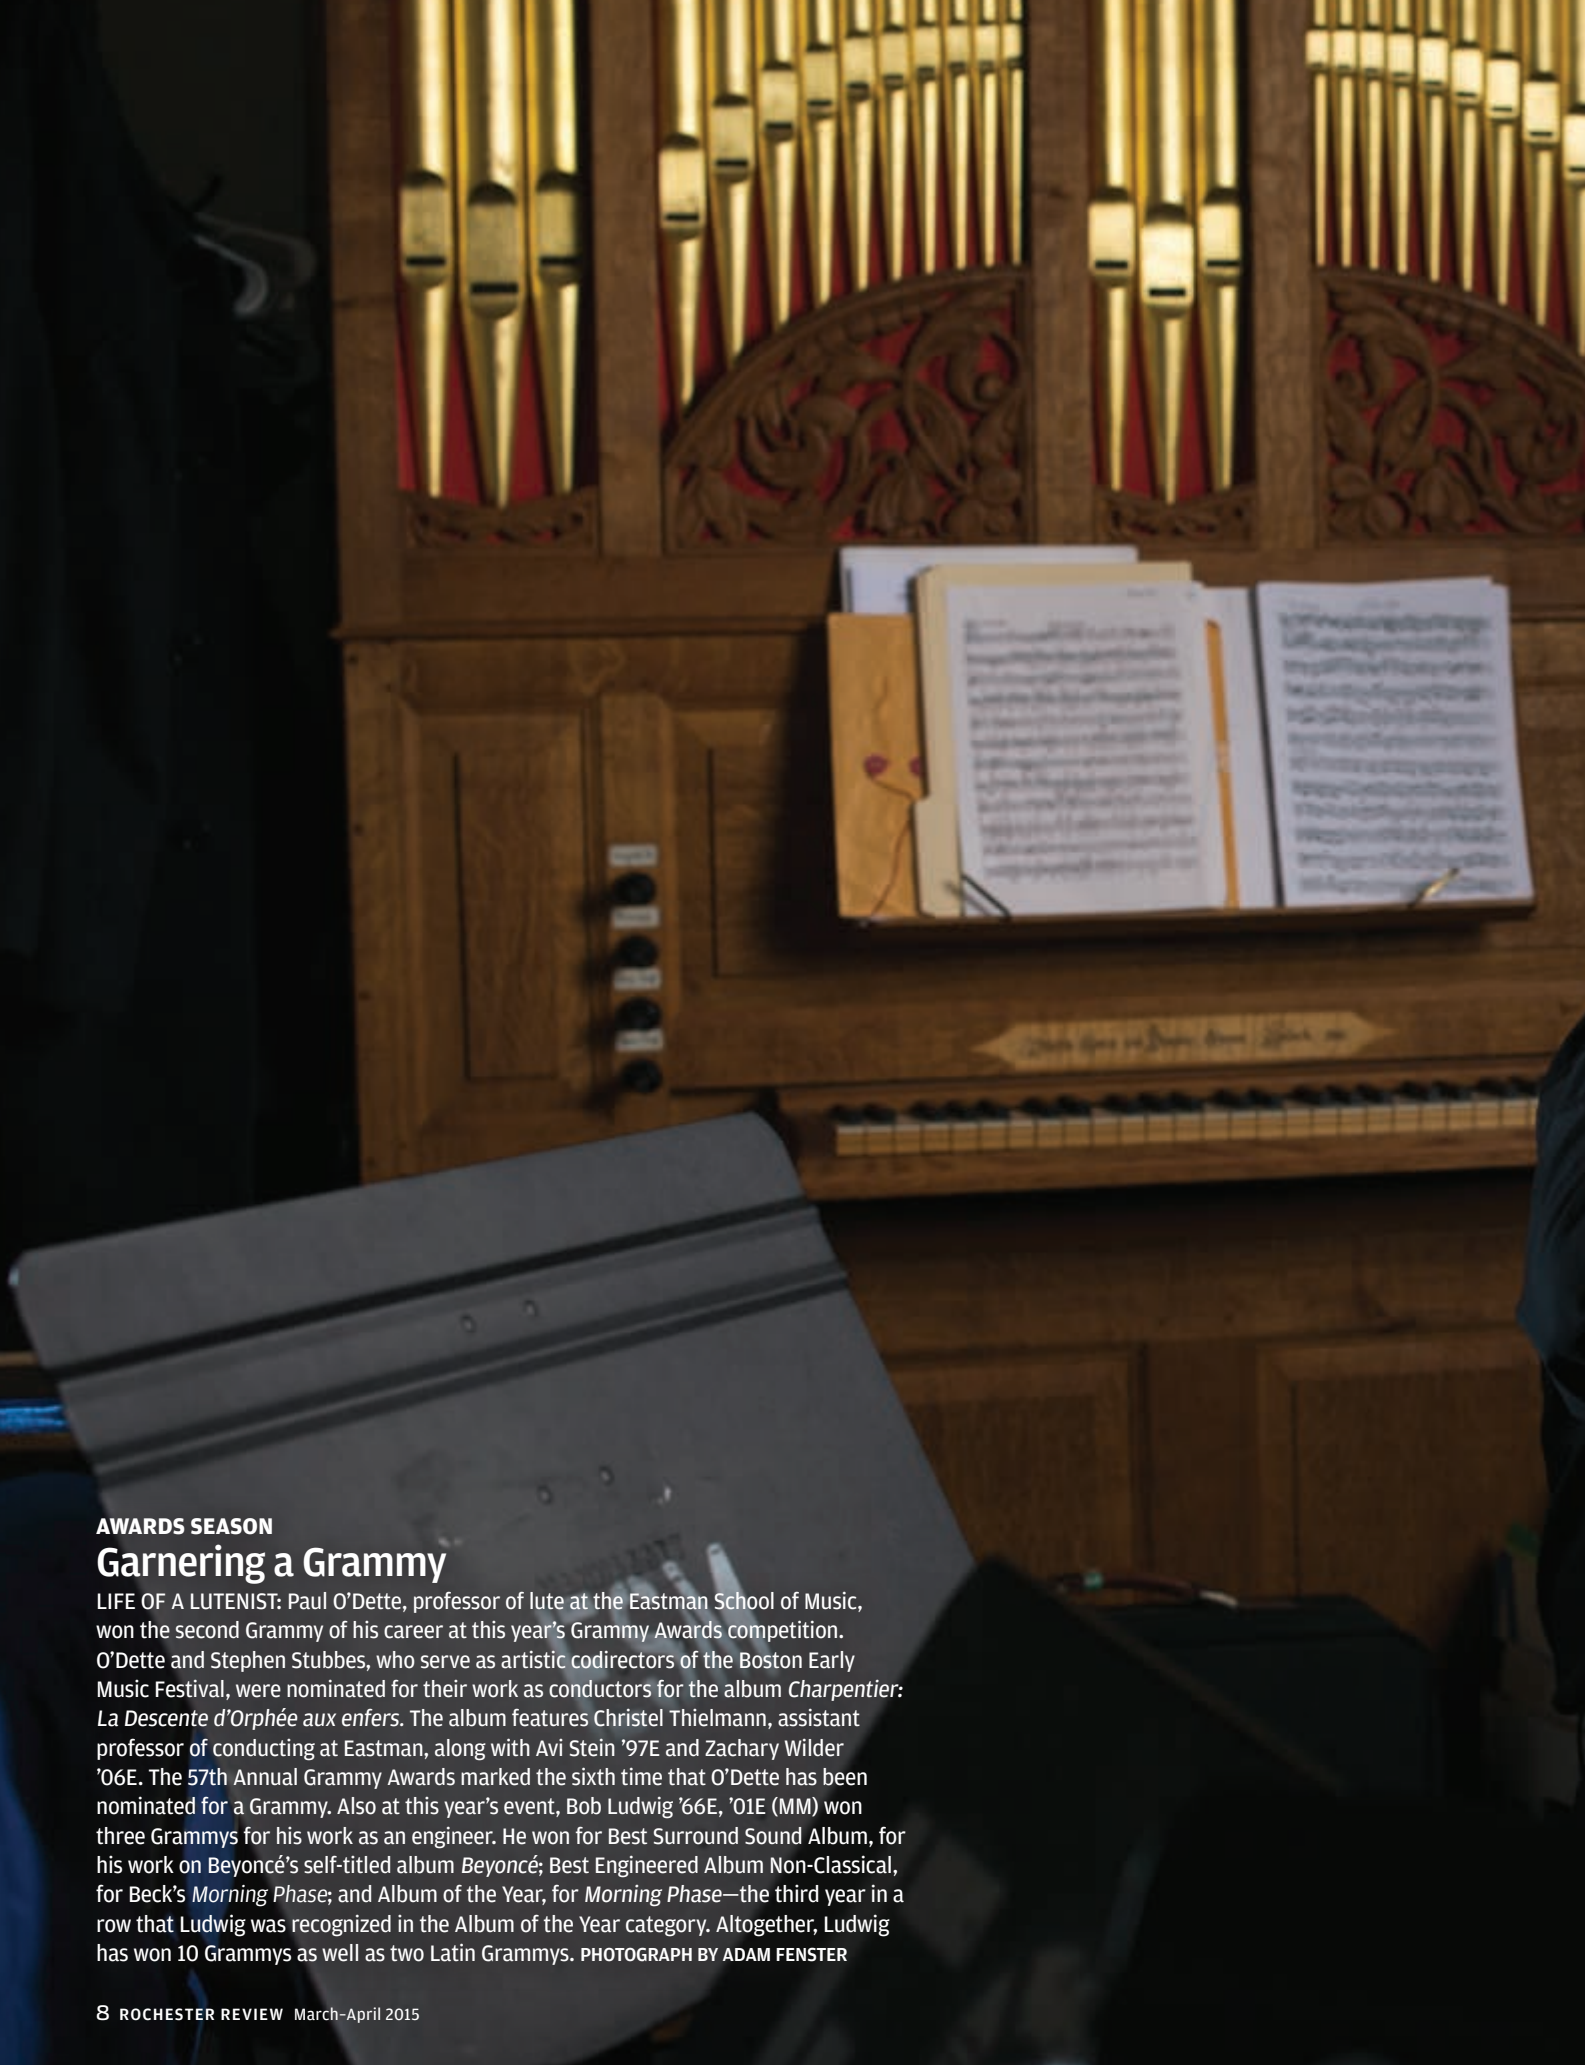 AWARDS SEASON
Garnering a Grammy
LIFE OF A LUTENIST: Paul O’Dette, professor of lute at the Eastman School of Music,
won the second Grammy of his career at this year’s Grammy Awards competition.
O’Dette and Stephen Stubbes, who serve as artistic codirectors of the Boston Early
Music Festival, were nominated for their work as conductors for the album Charpentier:
La Descente d’Orphée aux enfers. The album features Christel Thielmann, assistant
professor of conducting at Eastman, along with Avi Stein ’97E and Zachary Wilder
’06E. The 57th Annual Grammy Awards marked the sixth time that O’Dette has been
nominated for a Grammy. Also at this year’s event, Bob Ludwig ’66E, ’01E (MM) won
three Grammys for his work as an engineer. He won for Best Surround Sound Album, for
his work on Beyoncé’s self-titled album Beyoncé; Best Engineered Album Non-Classical,
for Beck’s Morning Phase; and Album of the Year, for Morning Phase—the third year in a
row that Ludwig was recognized in the Album of the Year category. Altogether, Ludwig
has won 10 Grammys as well as two Latin Grammys. PHOTOGRAPH BY ADAM FENSTER
8 ROCHESTER REVIEW March–April 2015